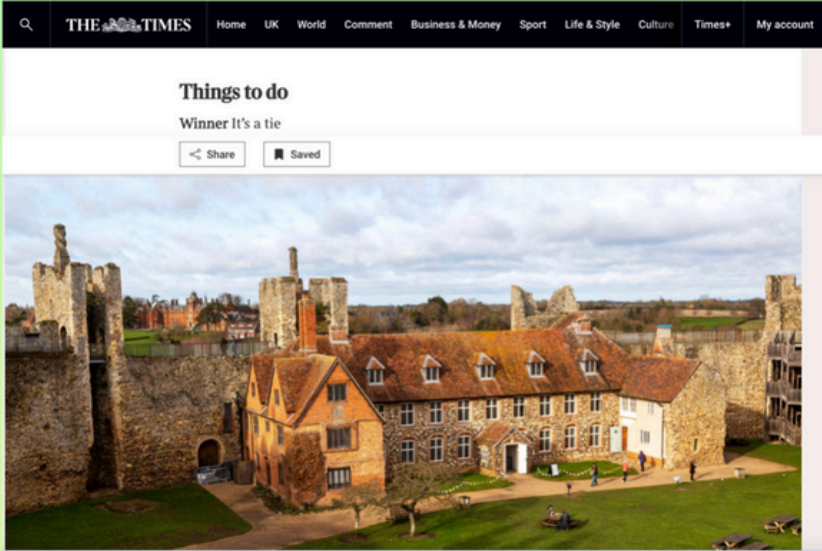 THE TIMES Home UK World Comment Business & Money Sport Life & Style Culture Times+ My account
Things to do
Winner It's a tie
Share Saved